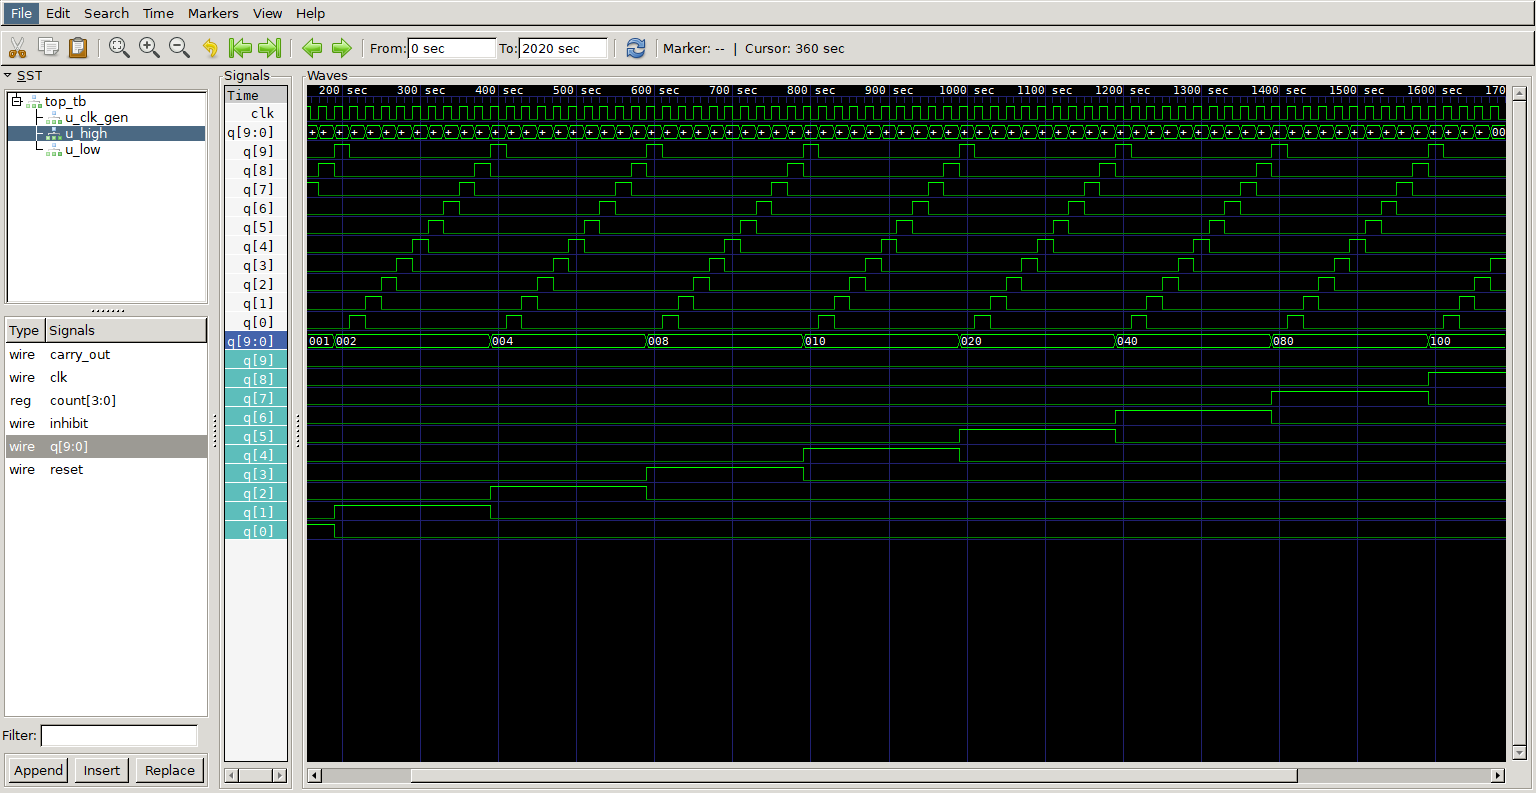 File Edit Search Time Markers View Help
From: 0 sec To: 2020 sec Marker: -- | Cursor: 360 sec
SST
top_tb
u_clk_gen
u_high
u_low
Type Signals
wire carry_out
wire clk
reg count[3:0]
wire inhibit
wire q[9:0]
wire reset
Filter:
Append Insert Replace
Signals
Time
clk
q[9:0]
q[9]
q[8]
q[7]
q[6]
q[5]
q[4]
q[3]
q[2]
q[1]
q[0]
q[9:0]
q[9]
q[8]
q[7]
q[6]
q[5]
q[4]
q[3]
q[2]
q[1]
q[0]
Waves
200 sec 300 sec 400 sec 500 sec 600 sec 700 sec 800 sec 900 sec 1000 sec 1100 sec 1200 sec 1300 sec 1400 sec 1500 sec 1600 sec 170
+ + + + + + + + + + + + + + + + + + + + + + + + + + + + + + + + + + + + + + + + + + + + + + + + + + + + + + + + + + + + + + + + + + + + + + + + + + + + 00
001 002 004 008 010 020 040 080 100